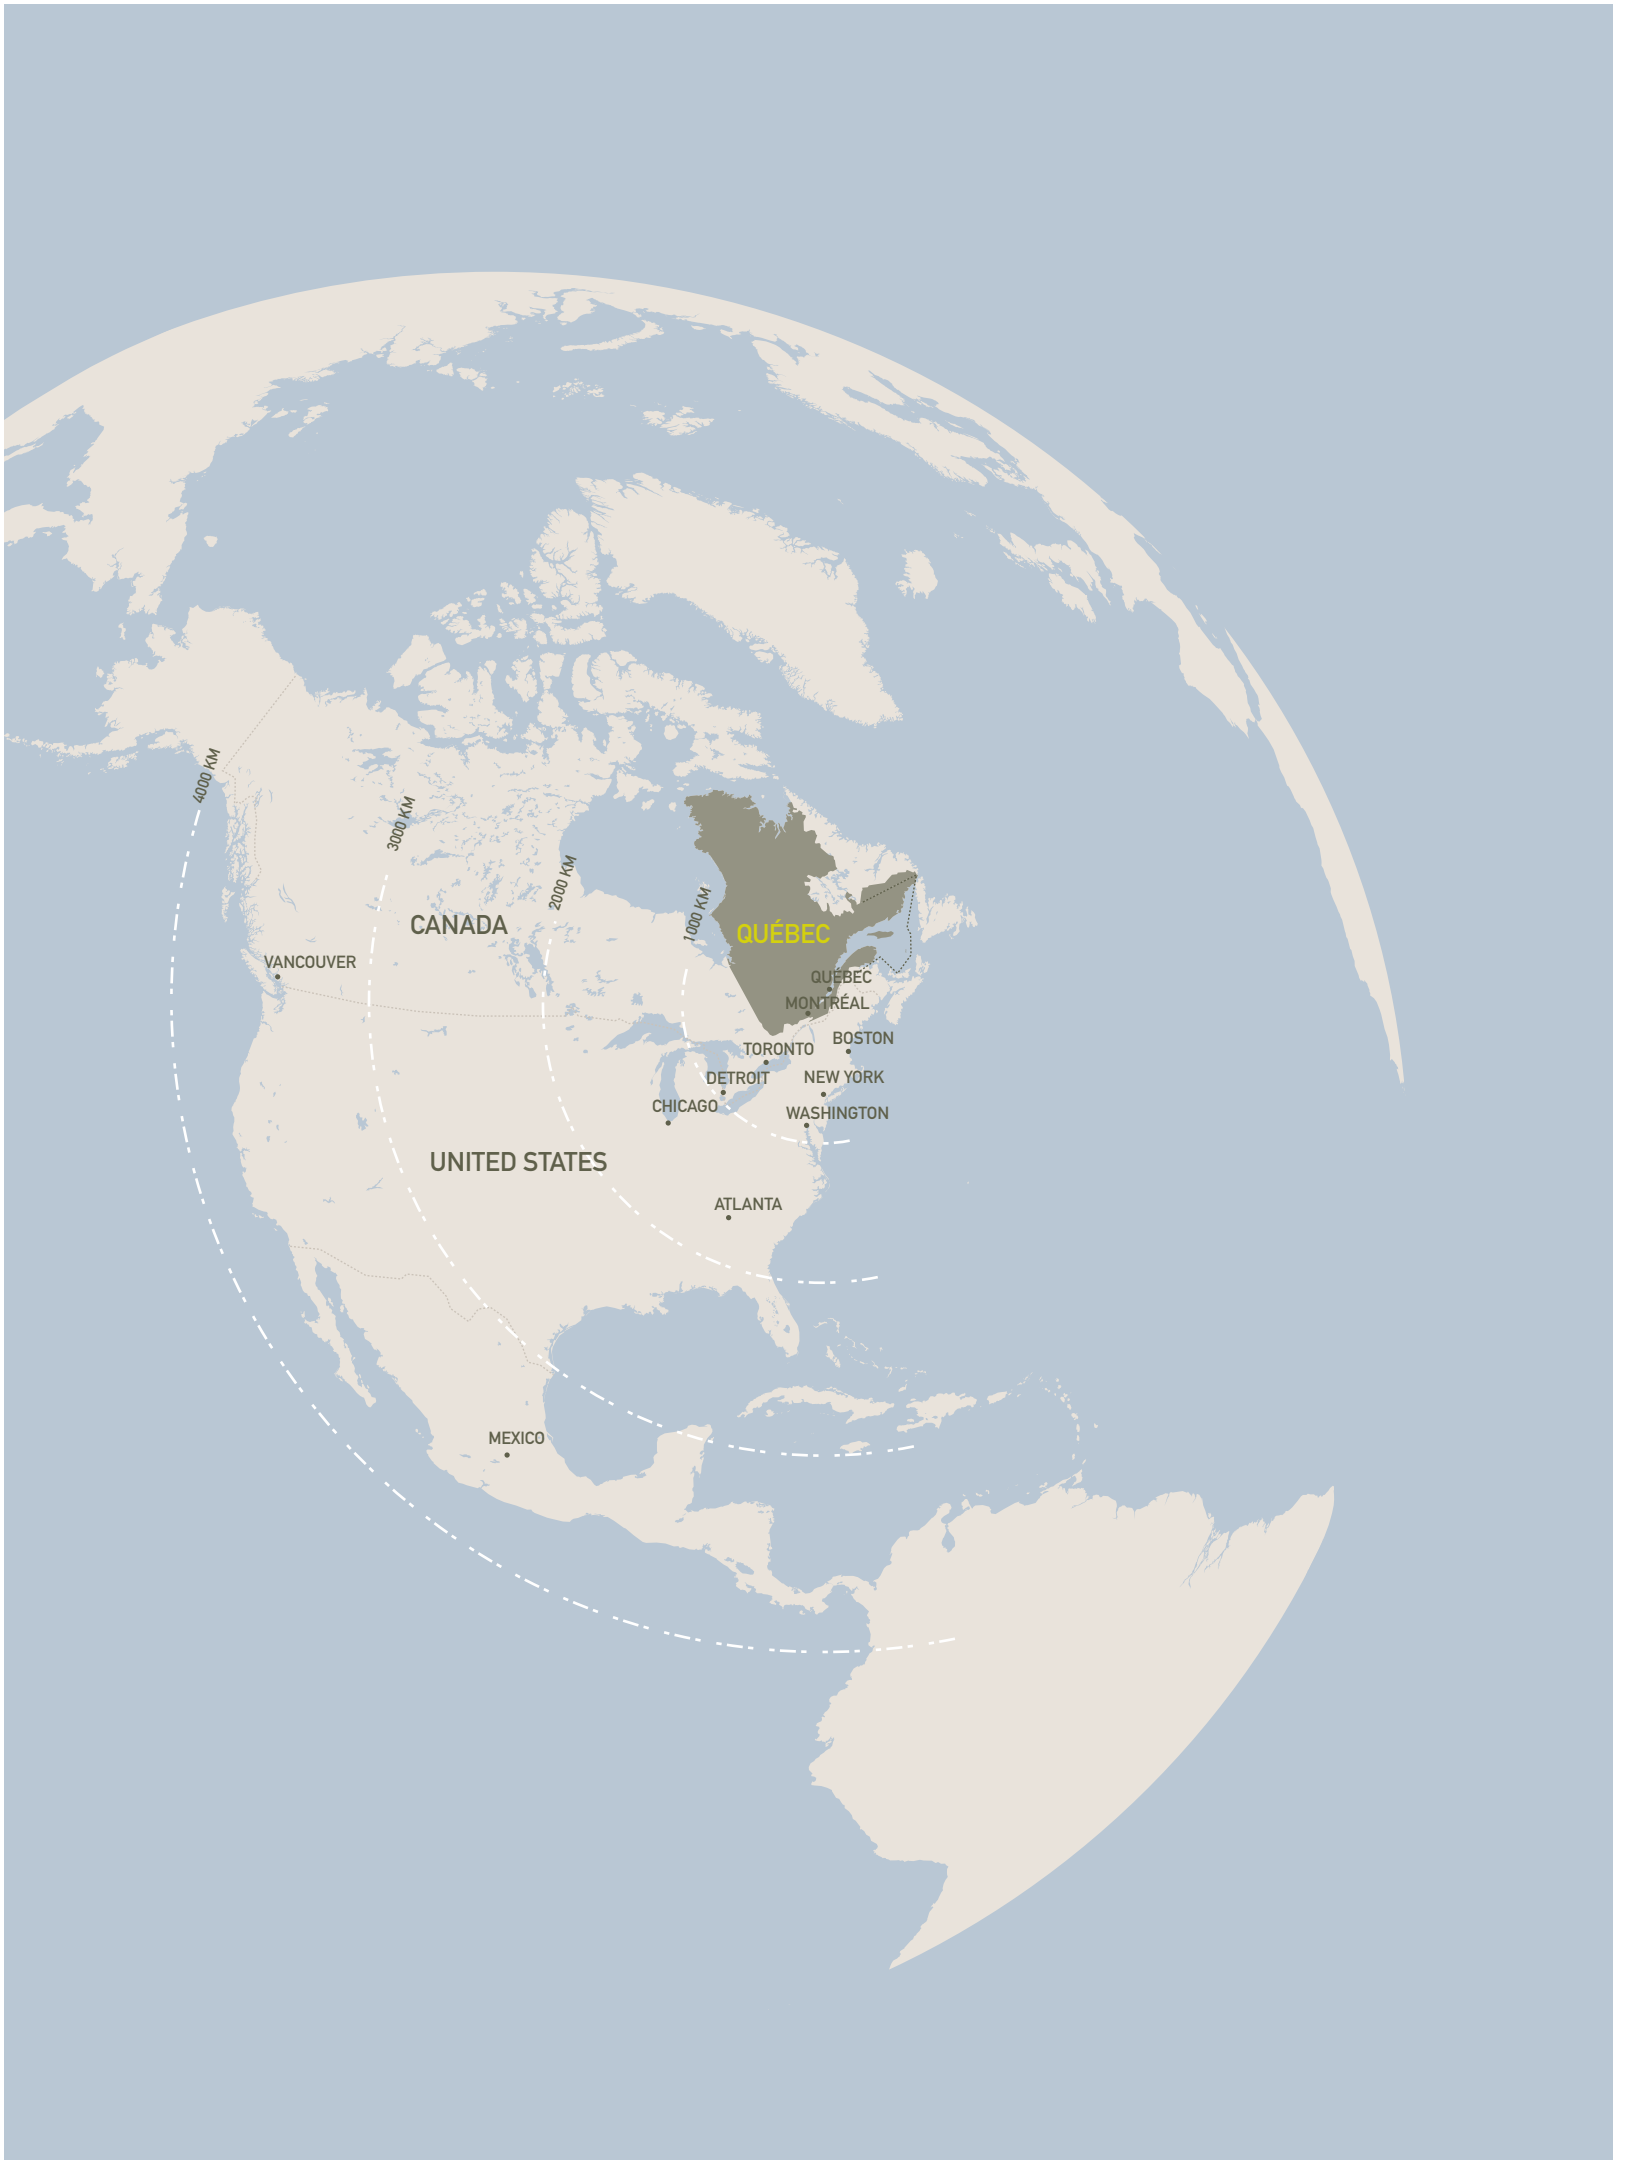 4000 KM
3000 KM
2000 KM
1000 KM
CANADA
QUÉBEC
VANCOUVER
QUÉBEC
MONTRÉAL
BOSTON
TORONTO
DETROIT
NEW YORK
CHICAGO
WASHINGTON
UNITED STATES
ATLANTA
MEXICO